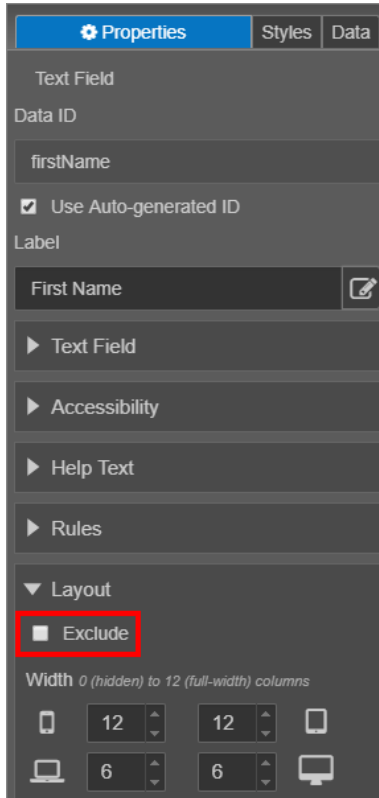 Properties Styles Data
Text Field
Data ID
firstName
Use Auto-generated ID
Label
First Name
Text Field
Accessibility
Help Text
Rules
Layout
Exclude
Width 0 (hidden) to 12 (full-width) columns
12 12
6 6